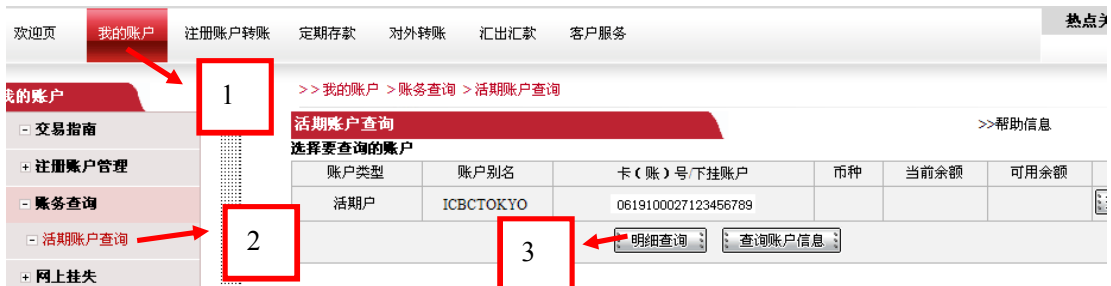 欢迎页 我的账户 注册账户转账 定期存款 对外转账 汇出汇款 客户服务 热点
1
我的账户
>>我的账户 >账务查询 >活期账户查询
交易指南
活期账户查询 >>帮助信息
选择要查询的账户
注册账户管理
账户类型 账户别名 卡(账)号/下挂账户 币种 当前余额 可用余额
账务查询
活期户 ICBCTOKYO 0619100027123456789
活期账户查询
2
3
明细查询 查询账户信息
网上挂失